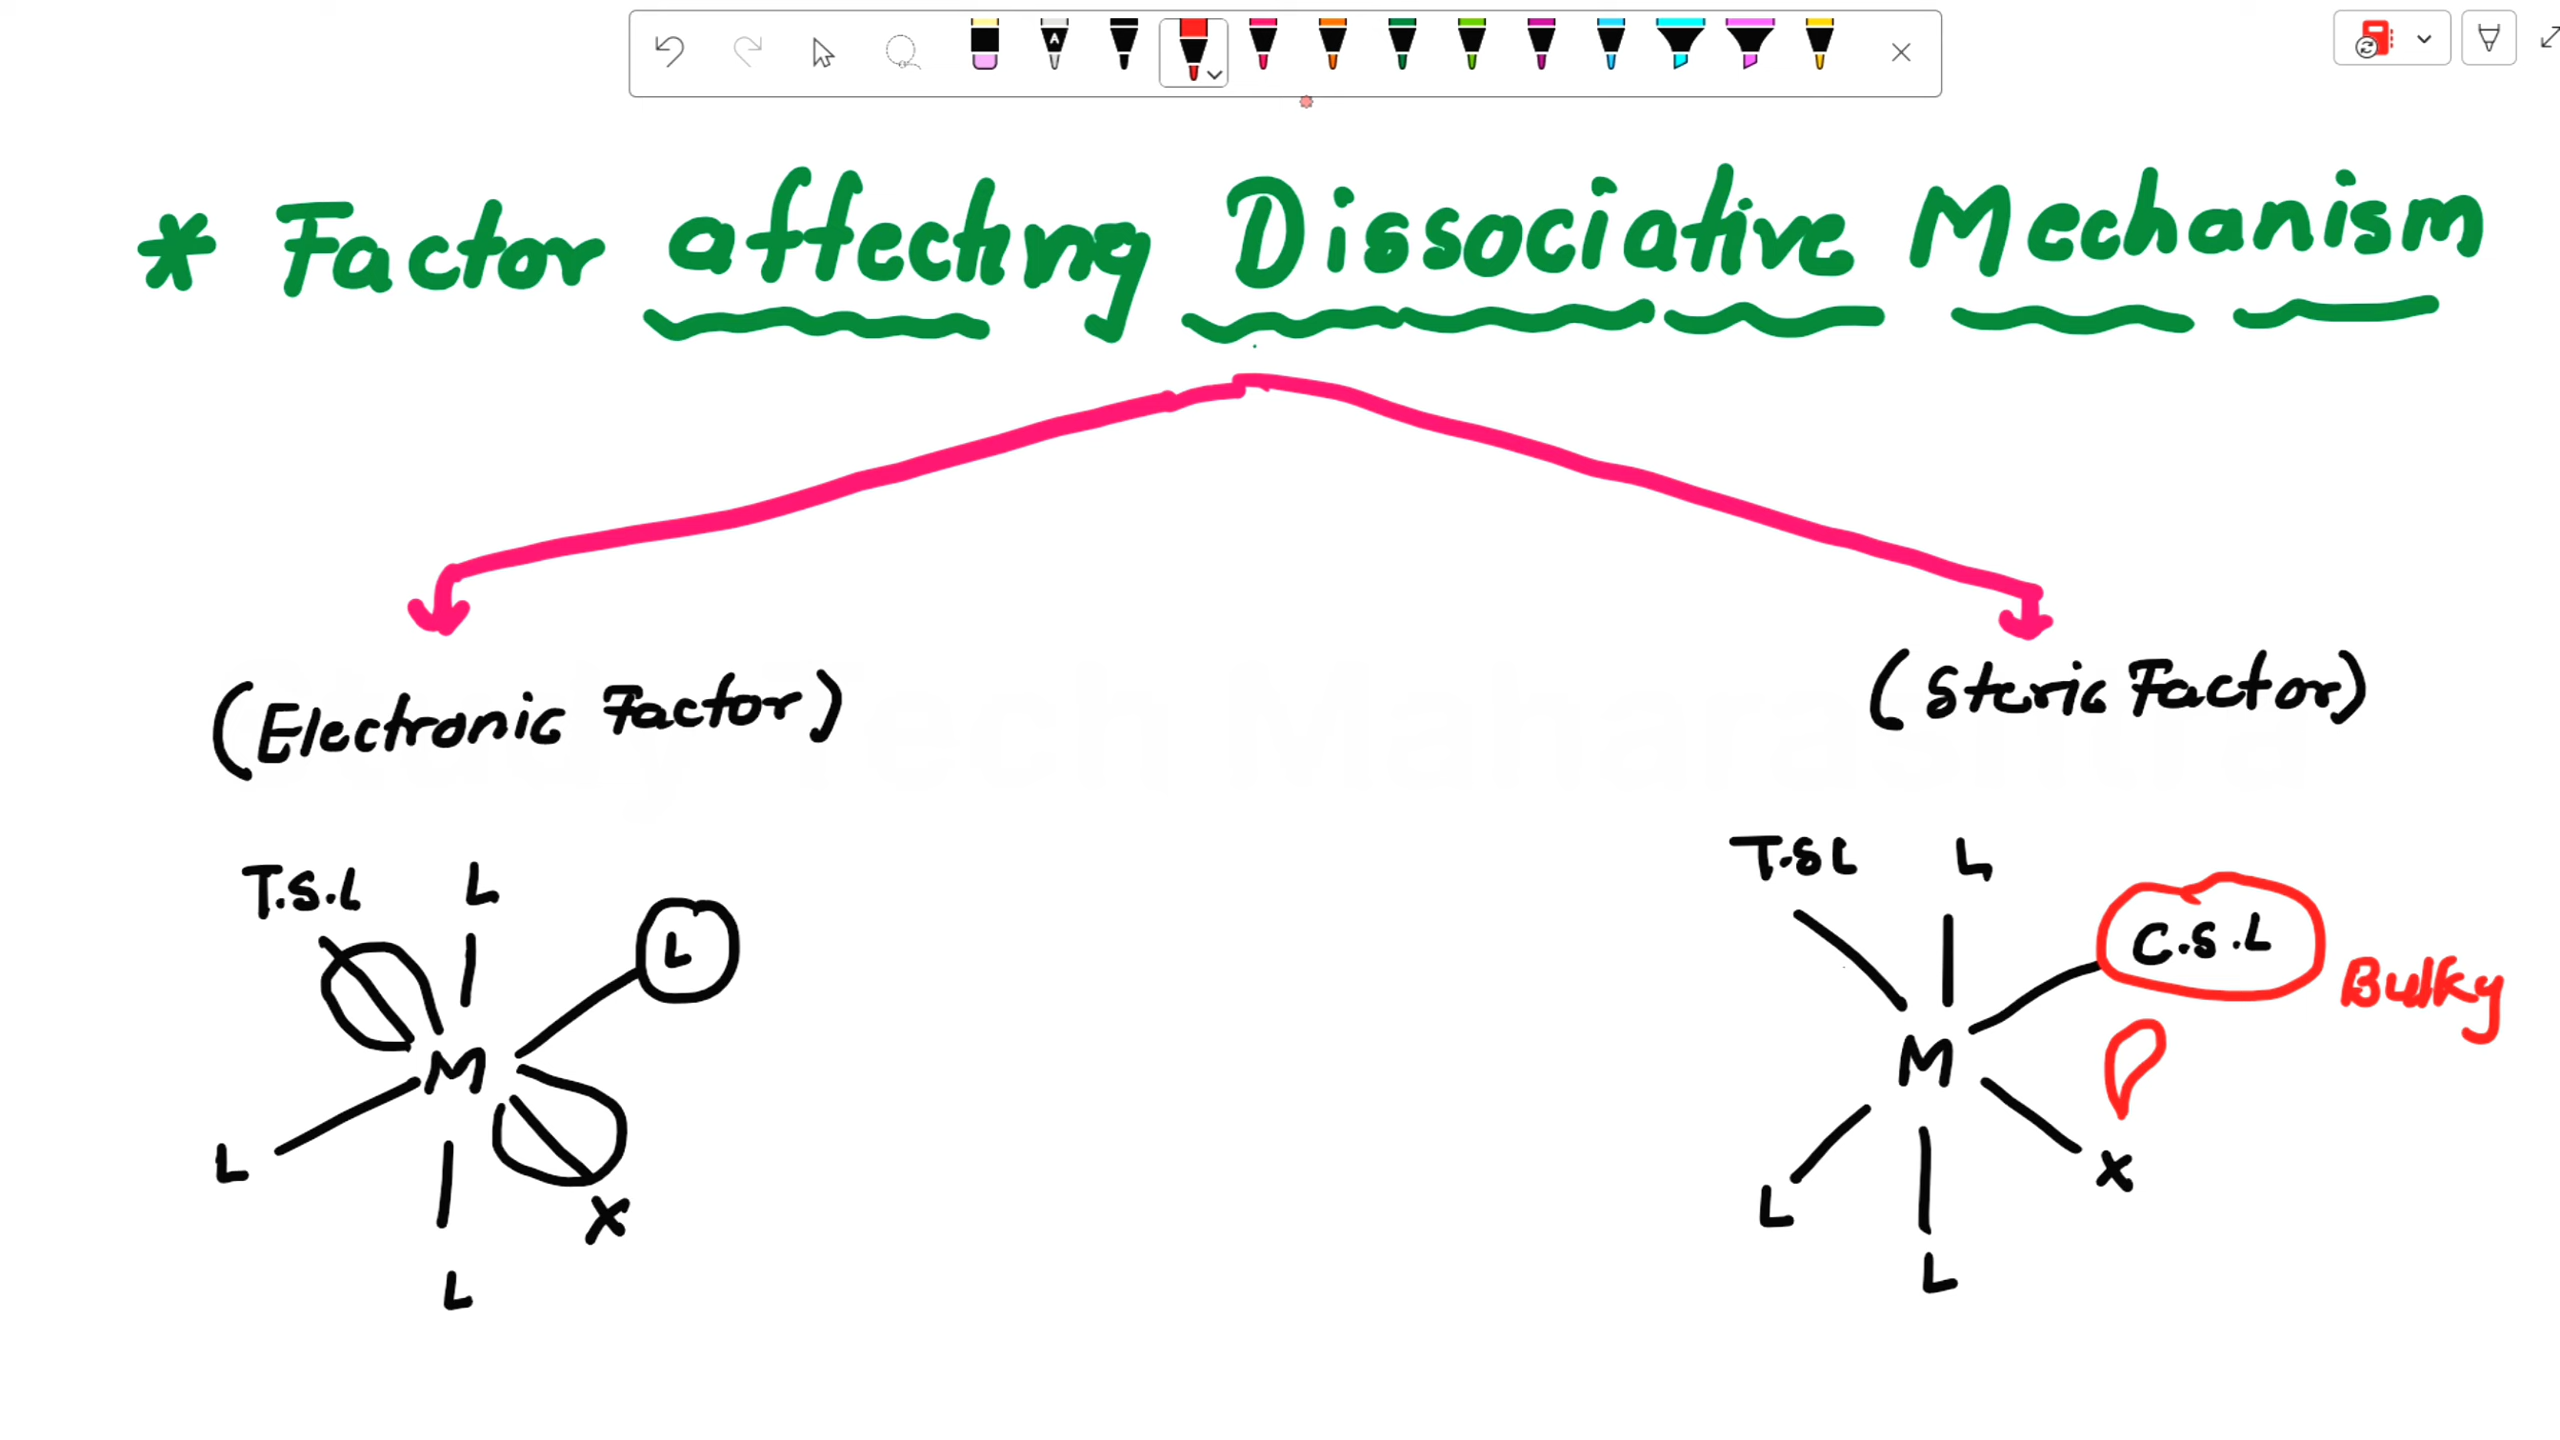 * Factor affecting Dissociative Mechanism
(Electronic Factor)
(Steric Factor)
T.S.L
L
L
M
L
X
L
T.S L
L
C.S.L
Bulky
M
L
X
L